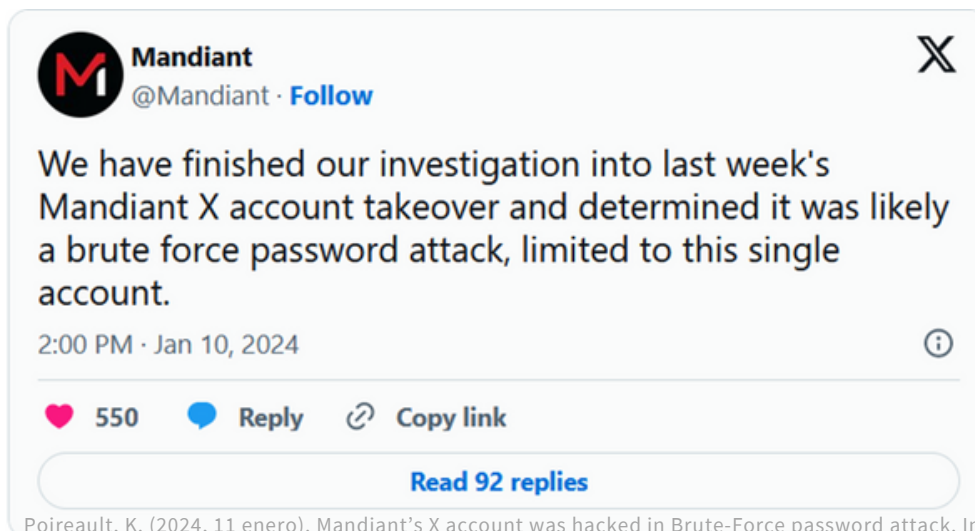 Mandiant
@Mandiant · Follow
We have finished our investigation into last week's
Mandiant X account takeover and determined it was likely
a brute force password attack, limited to this single
account.
2:00 PM · Jan 10, 2024
550 Reply Copy link
Read 92 replies
Poireault, K. (2024, 11 enero). Mandiant’s X account was hacked in Brute-Force password attack.